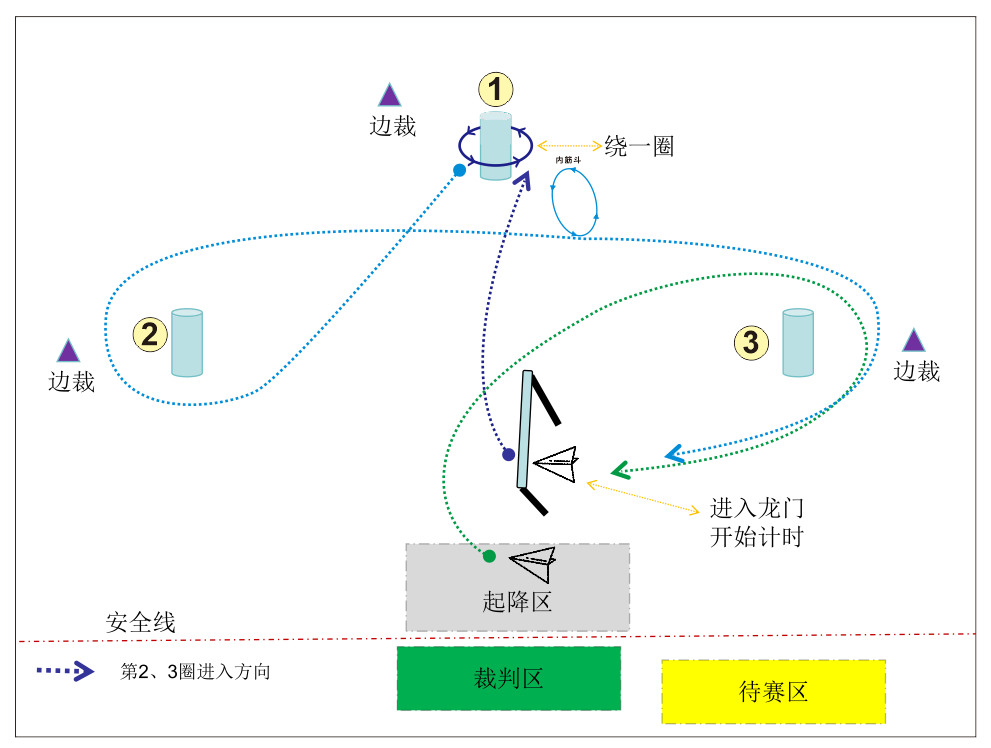 1
边裁
绕一圈
内筋斗
2
3
边裁
边裁
进入龙门
开始计时
起降区
安全线
第2、3圈进入方向
裁判区
待赛区